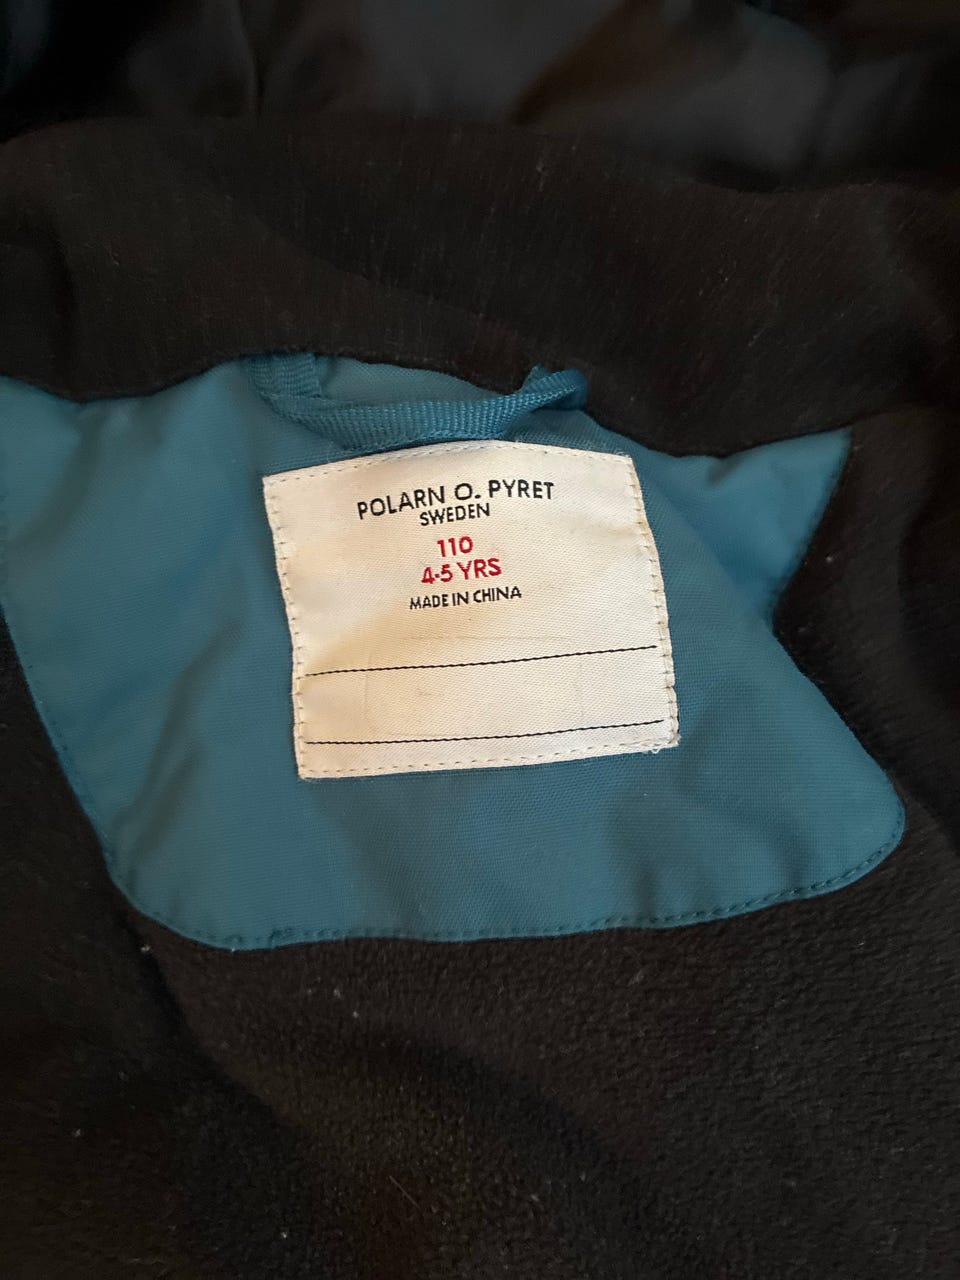 POLARN O. PYRET
SWEDEN
110
4-5 YRS
MADE IN CHINA